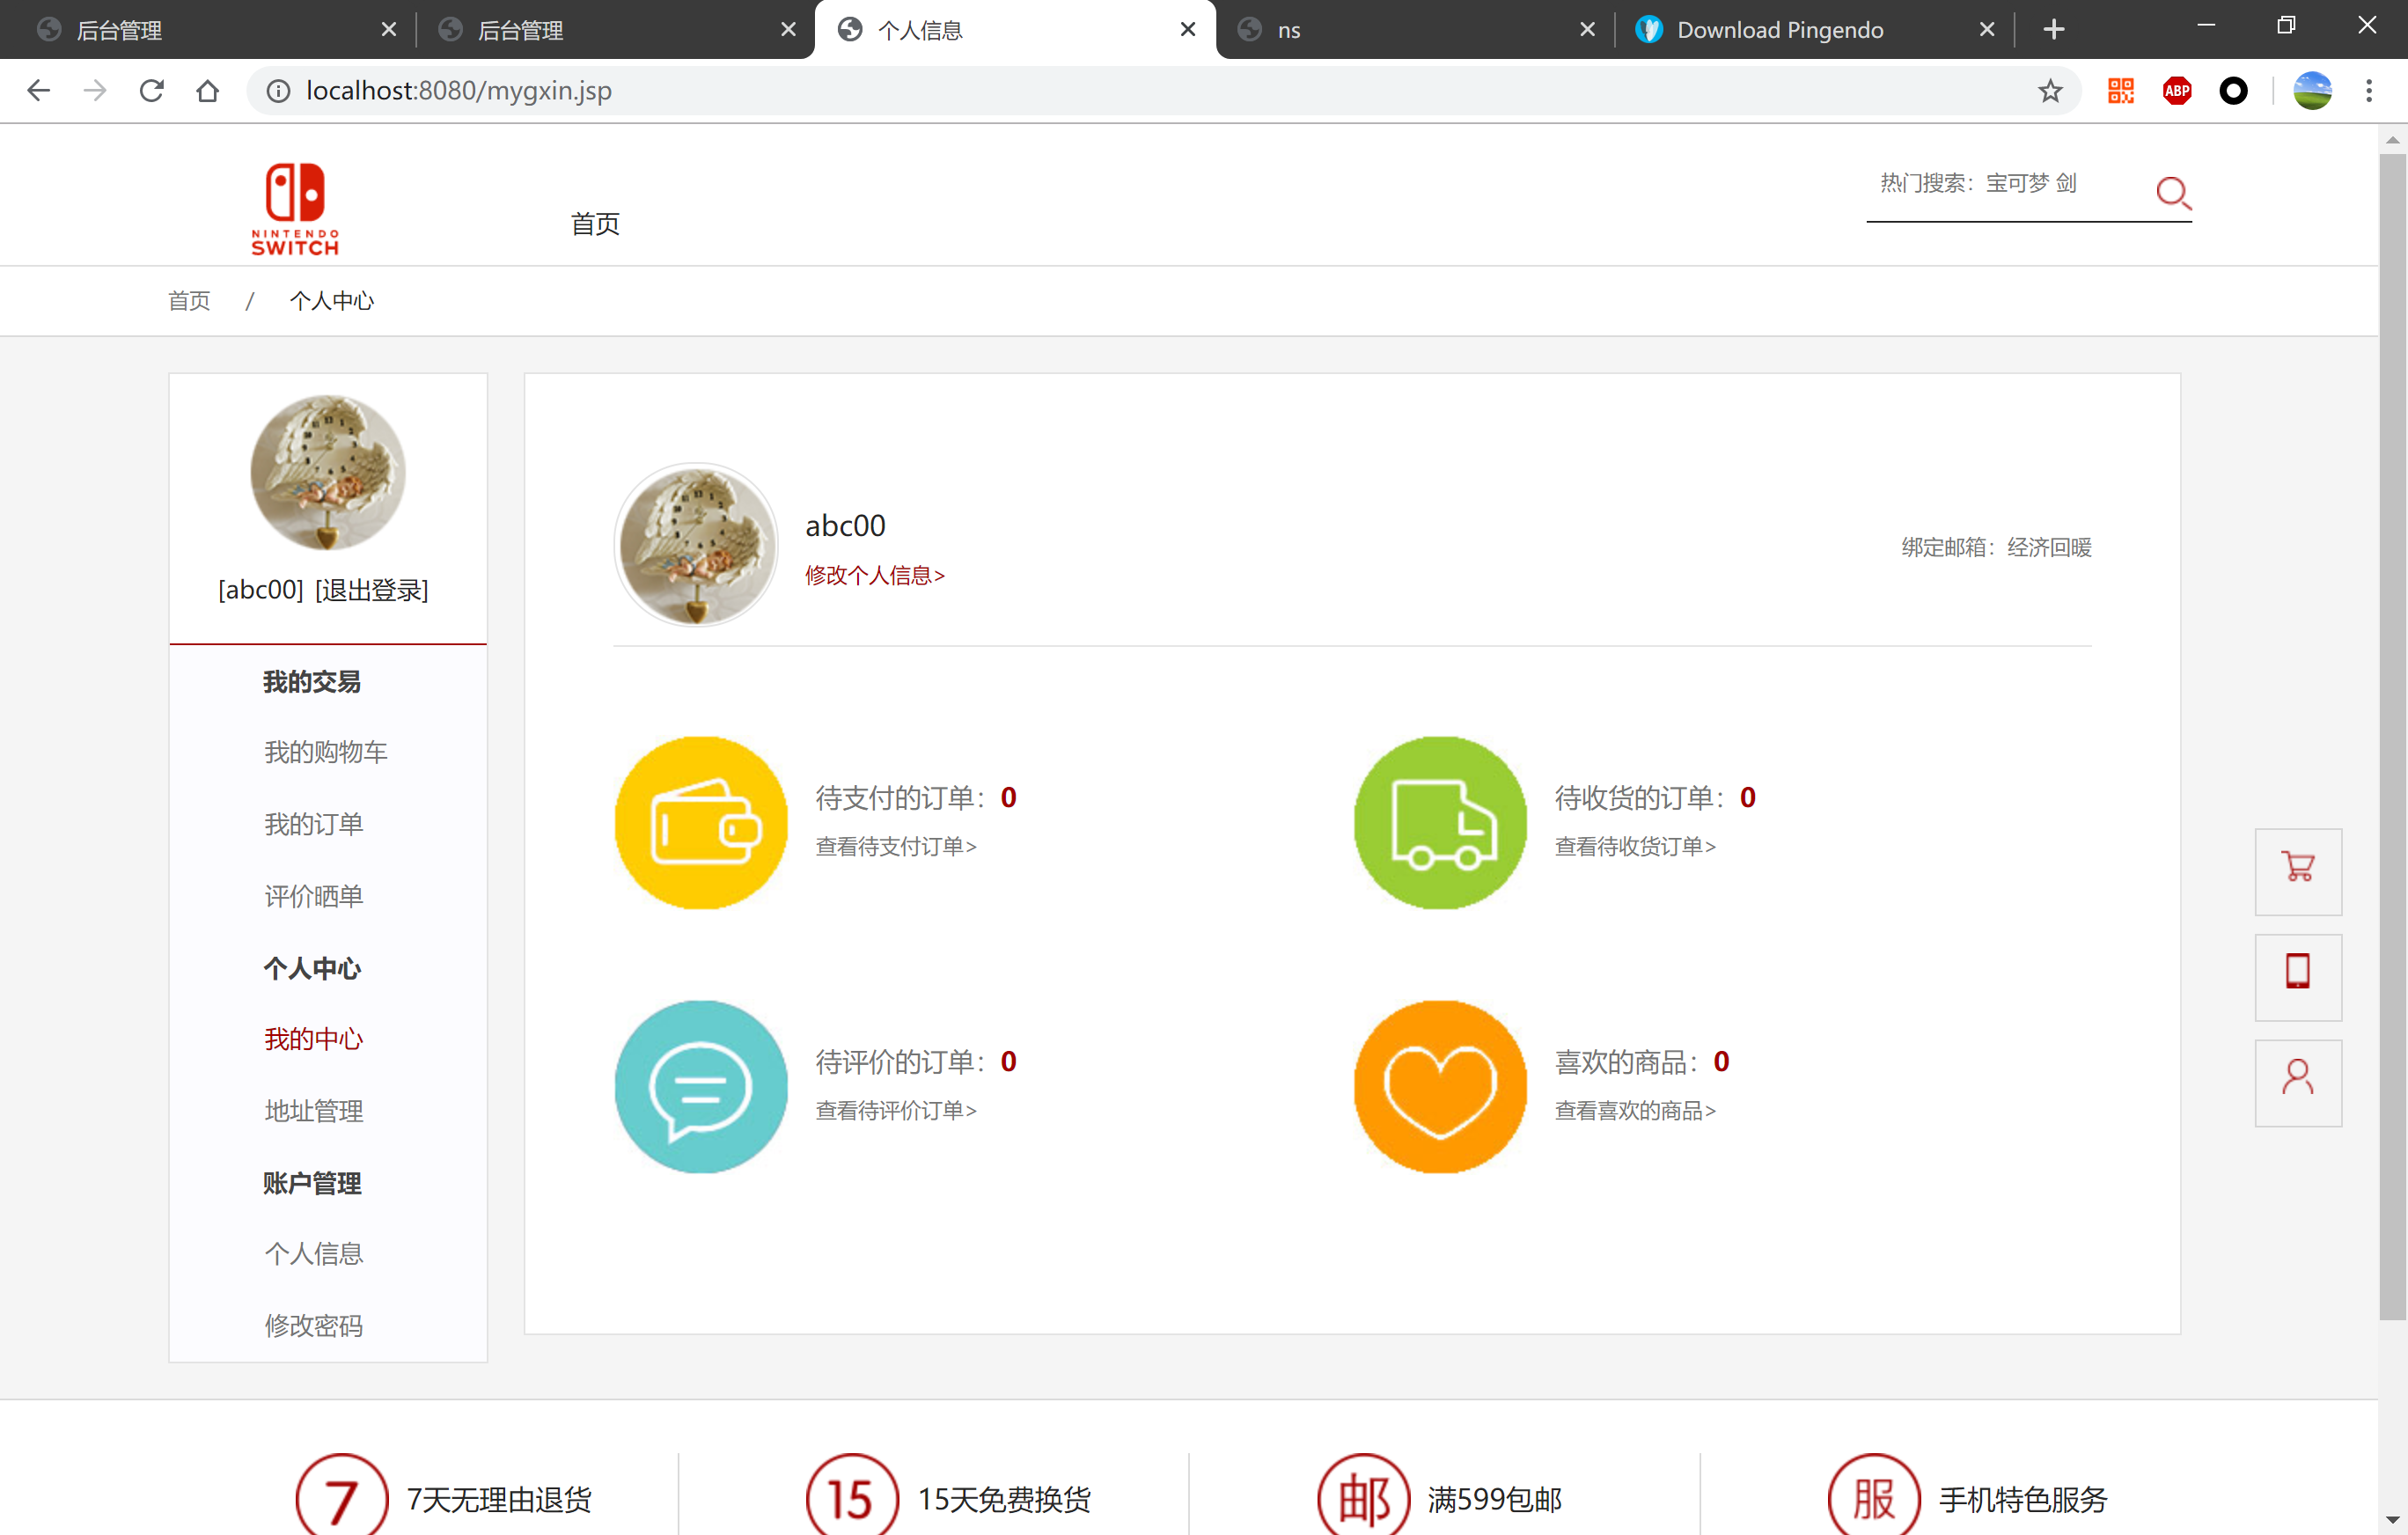 后台管理
后台管理
个人信息
ns
Download Pingendo
localhost:8080/mygxin.jsp
ABP
NINTENDO
SWITCH
首页
热门搜索：宝可梦 剑
首页 / 个人中心
[abc00] [退出登录]
我的交易
我的购物车
我的订单
评价晒单
个人中心
我的中心
地址管理
账户管理
个人信息
修改密码
abc00
修改个人信息>
绑定邮箱：经济回暖
待支付的订单：0
查看待支付订单>
待收货的订单：0
查看待收货订单>
待评价的订单：0
查看待评价订单>
喜欢的商品：0
查看喜欢的商品>
7 7天无理由退货
15 15天免费换货
邮 满599包邮
服 手机特色服务